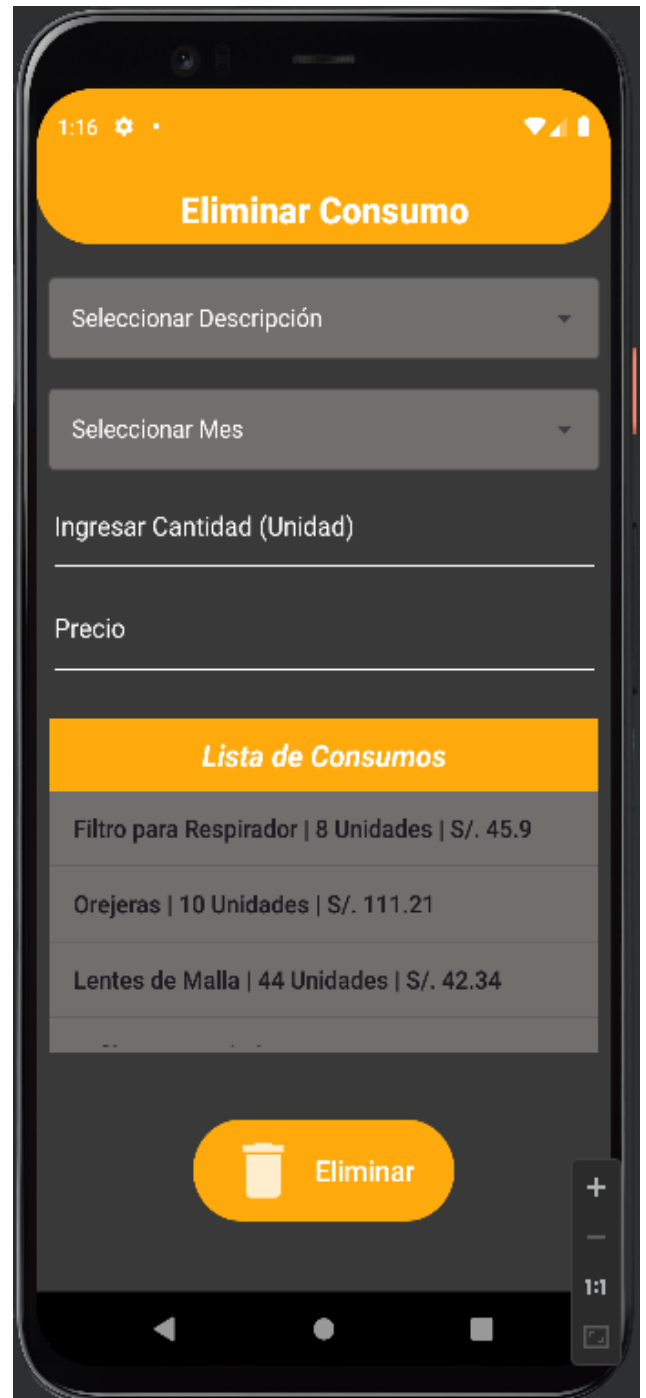 1:16
Eliminar Consumo
Seleccionar Descripción
Seleccionar Mes
Ingresar Cantidad (Unidad)
Precio
Lista de Consumos
Filtro para Respirador | 8 Unidades | S/. 45.9
Orejeras | 10 Unidades | S/. 111.21
Lentes de Malla | 44 Unidades | S/. 42.34
Eliminar
1:1